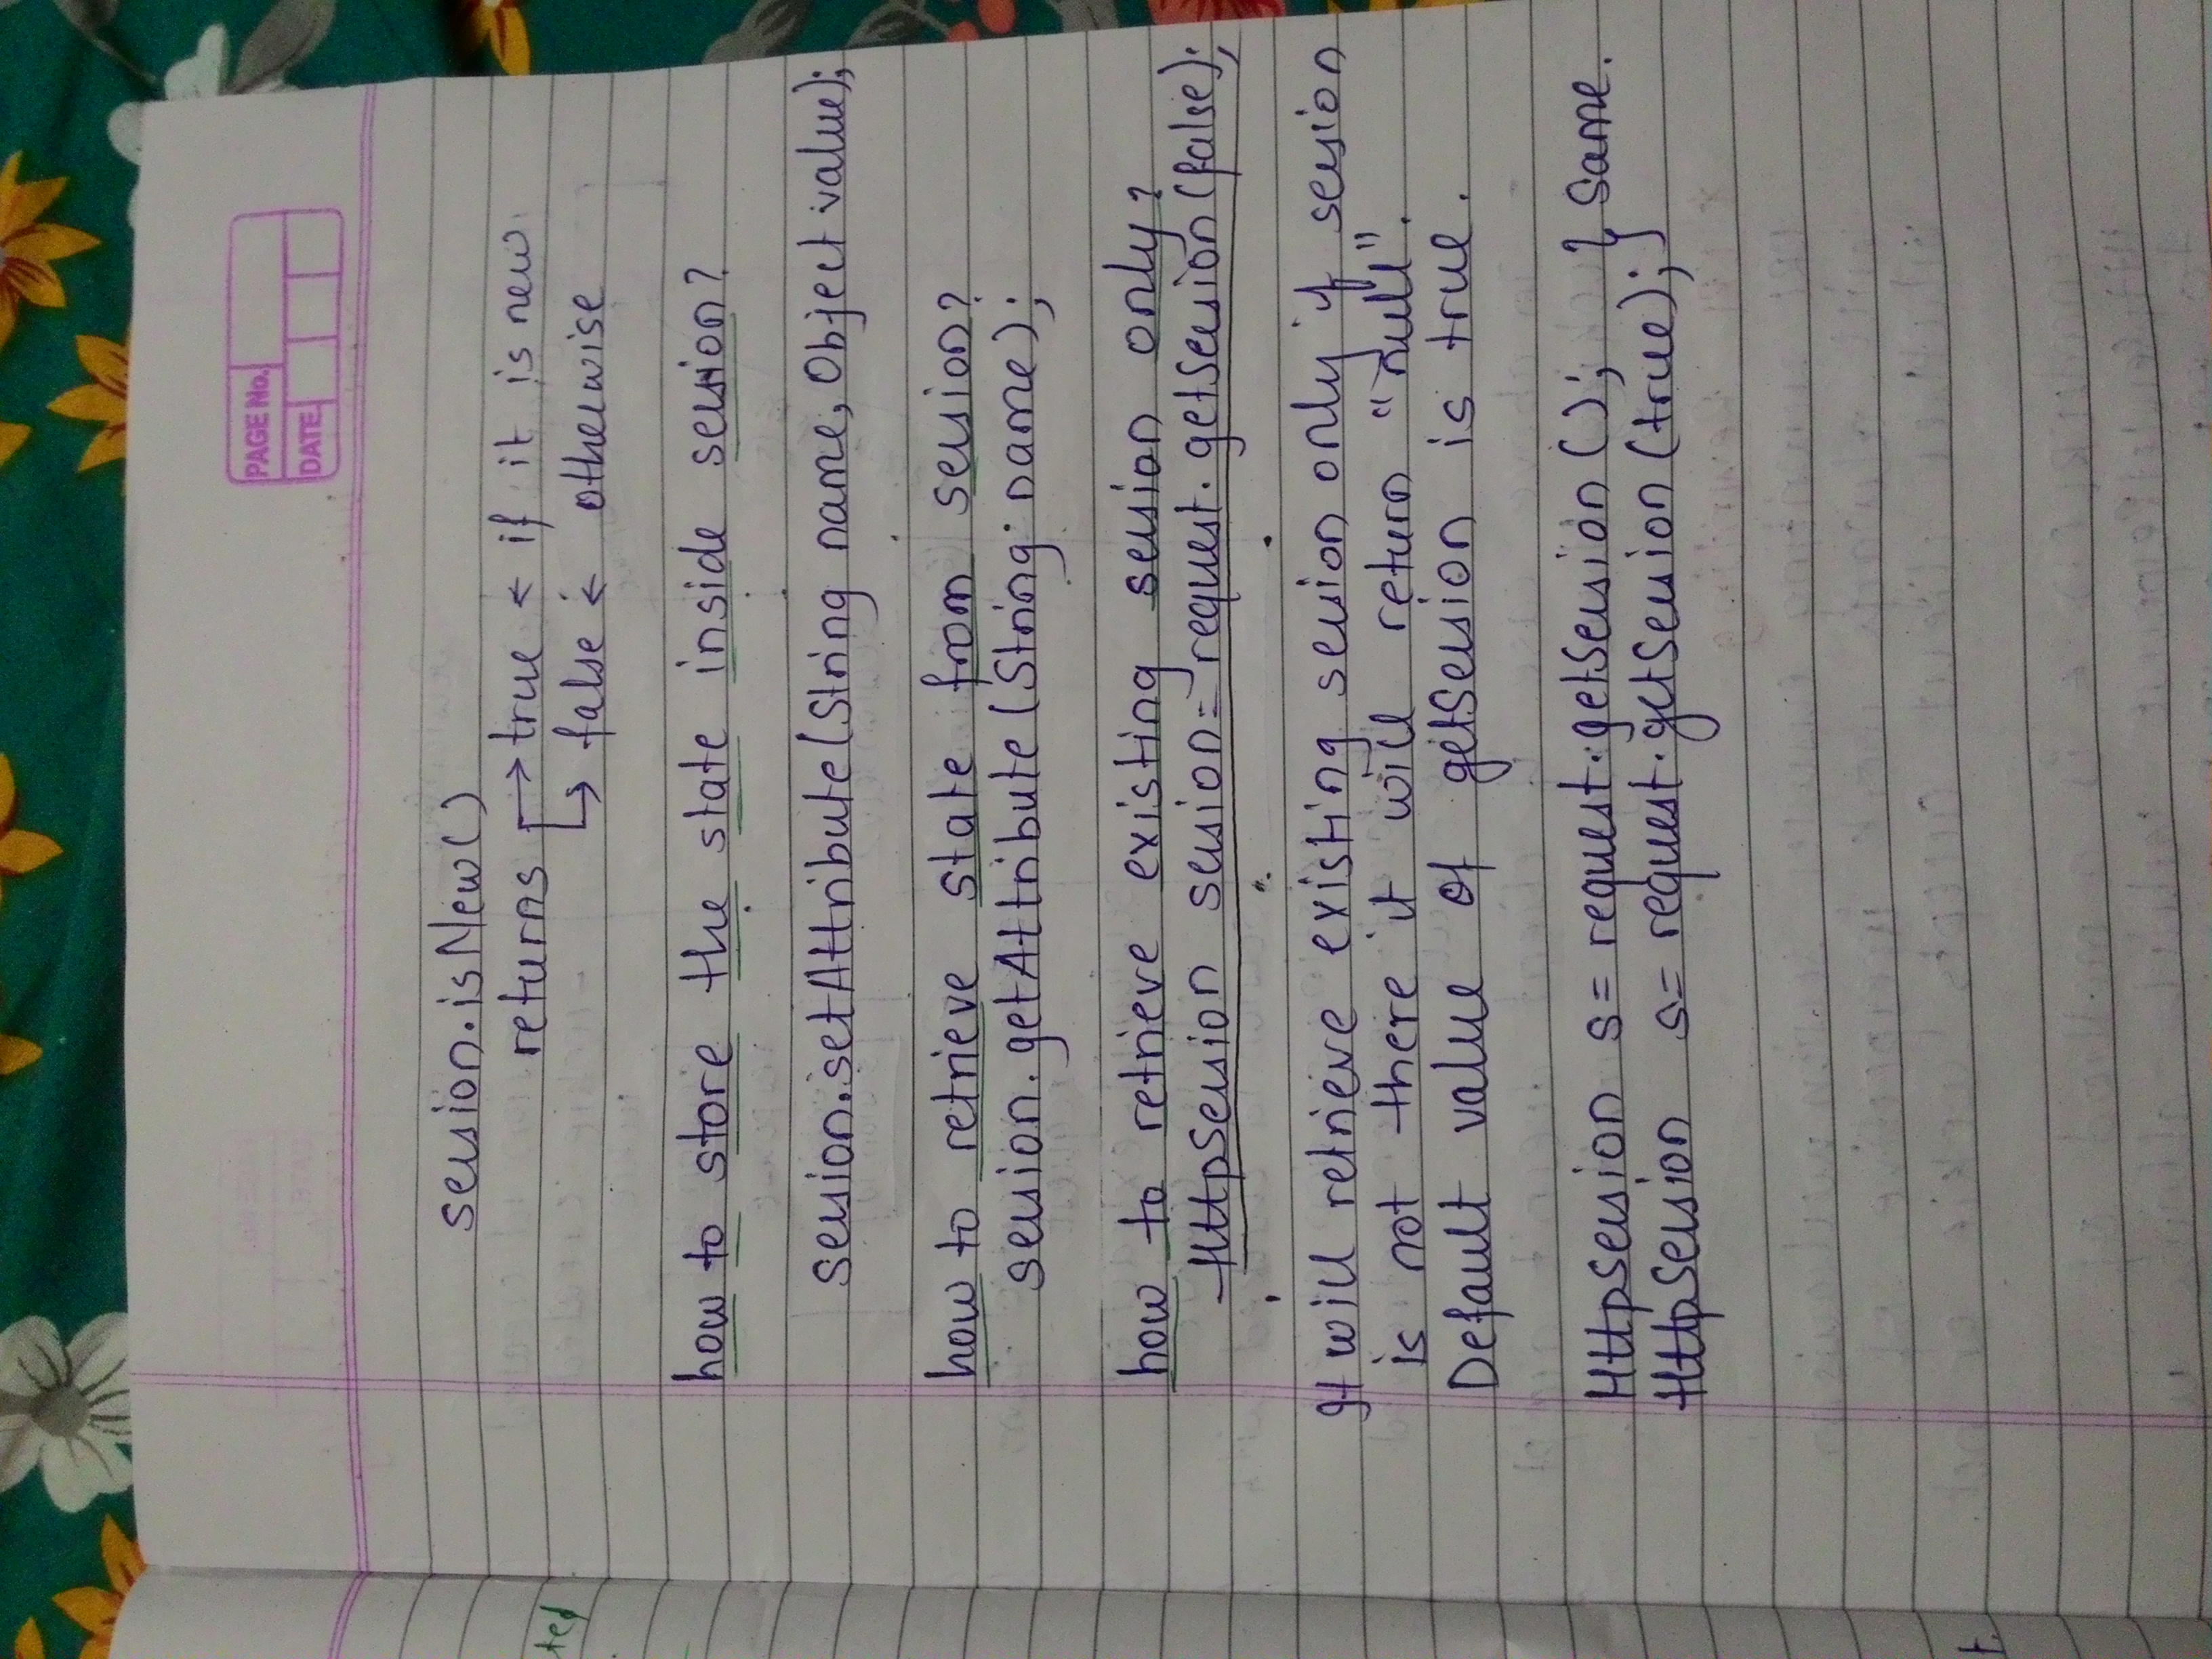 PAGE No.
DATE
session.isNew()
returns → true ← if it is new
↳ false ← otherwise
how to store the state inside session?
session.setAttribute(String name, Object value);
how to retrieve state from session?
session.getAttribute(String name);
how to retrieve existing session only?
HttpSession session = request.getSession(false);
It will retrieve existing session only if session
is not there it will return "null".
Default value of getSession is true.
HttpSession s= request.getSession(); } same.
HttpSession s= request.getSession(true); }
ted
t.